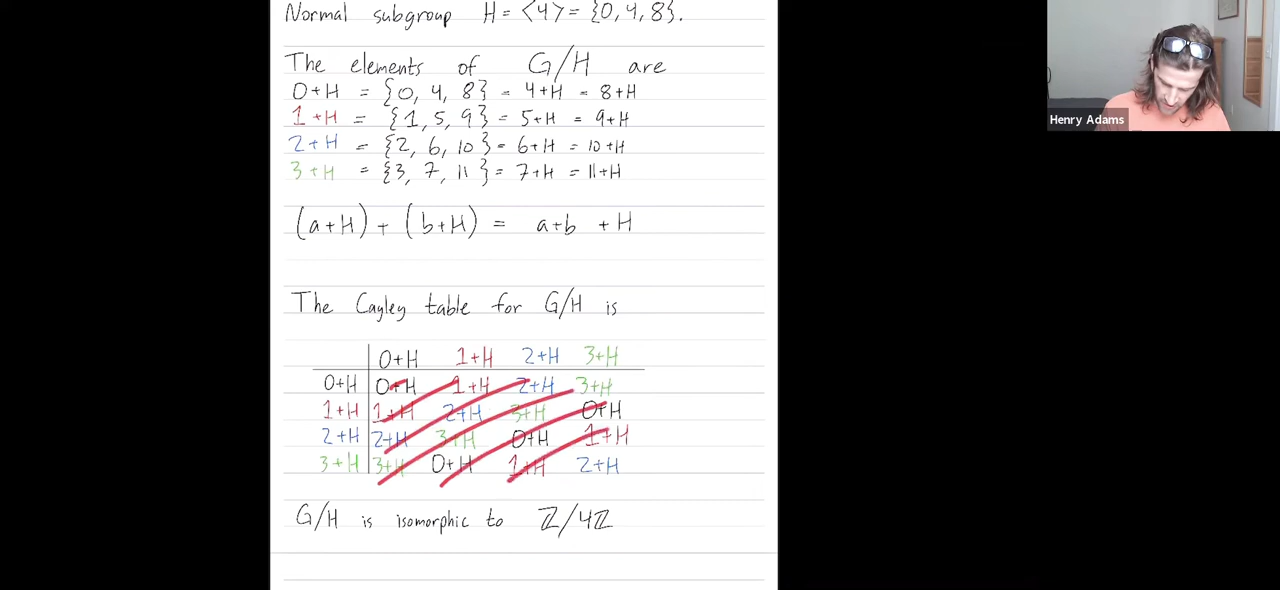 Normal subgroup H = <4> = {0, 4, 8}.
The elements of G/H are
0+H = {0, 4, 8} = 4+H = 8+H
1+H = {1, 5, 9} = 5+H = 9+H
2+H = {2, 6, 10} = 6+H = 10+H
3+H = {3, 7, 11} = 7+H = 11+H
(a+H) + (b+H) = a+b + H
The Cayley table for G/H is
0+H 1+H 2+H 3+H
0+H 0+H 1+H 2+H 3+H
1+H 1+H 2+H 3+H 0+H
2+H 2+H 3+H 0+H 1+H
3+H 3+H 0+H 1+H 2+H
G/H is isomorphic to ℤ/4ℤ
Henry Adams